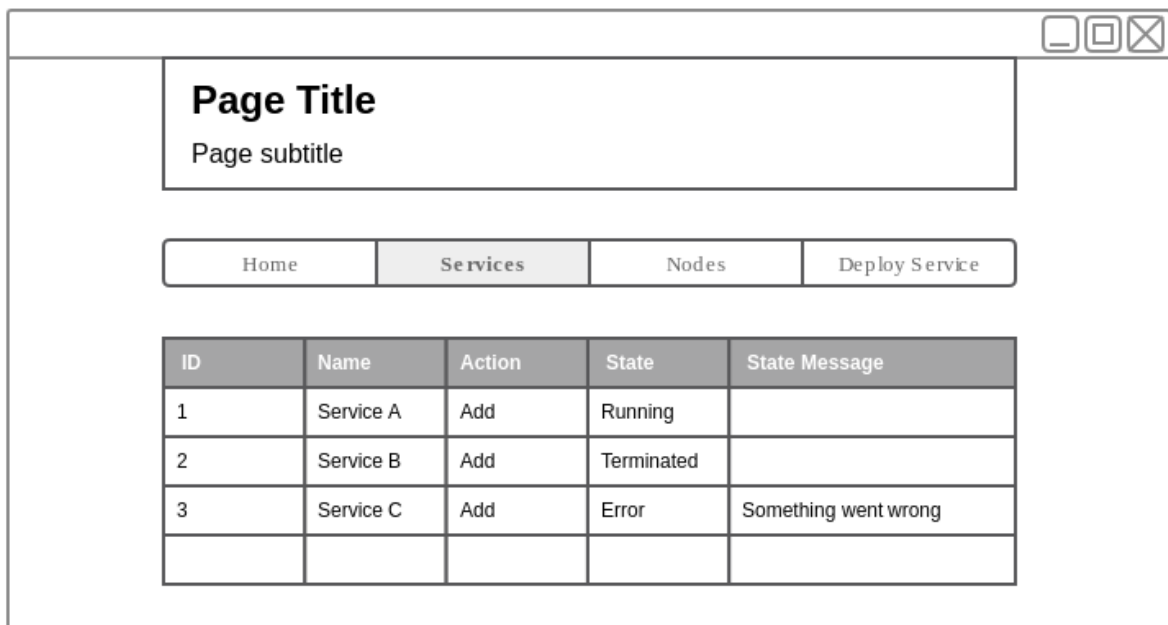 Page Title
Page subtitle
Home Services Nodes Deploy Service
ID Name Action State State Message
1 Service A Add Running
2 Service B Add Terminated
3 Service C Add Error Something went wrong